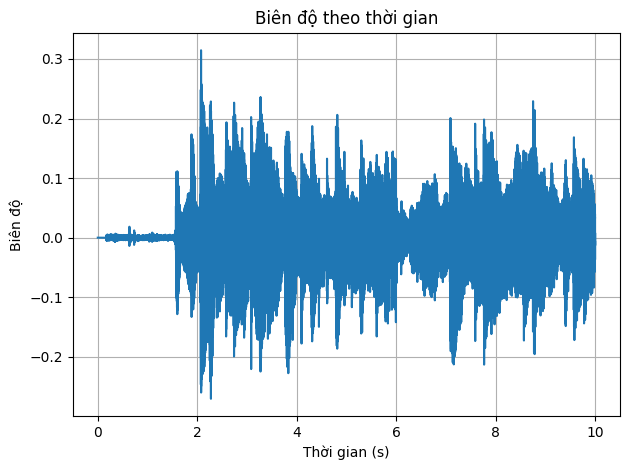 Biên độ theo thời gian
0.3
0.2
0.1
0.0
−0.1
−0.2
Biên độ
0 2 4 6 8 10
Thời gian (s)